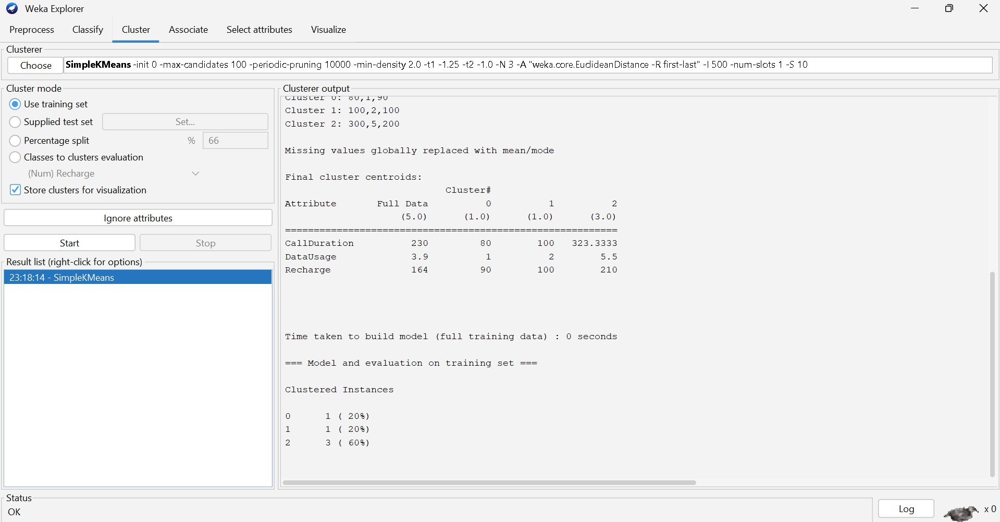 Weka Explorer
Preprocess Classify Cluster Associate Select attributes Visualize
Clusterer
Choose SimpleKMeans -init 0 -max-candidates 100 -periodic-pruning 10000 -min-density 2.0 -t1 -1.25 -t2 -1.0 -N 3 -A "weka.core.EuclideanDistance -R first-last" -I 500 -num-slots 1 -S 10
Cluster mode
Use training set
Supplied test set Set...
Percentage split % 66
Classes to clusters evaluation
(Num) Recharge
Store clusters for visualization
Ignore attributes
Start Stop
Result list (right-click for options)
23:18:14 - SimpleKMeans
Clusterer output
Cluster 0: 80,1,90
Cluster 1: 100,2,100
Cluster 2: 300,5,200
Missing values globally replaced with mean/mode
Final cluster centroids:
Cluster#
Attribute Full Data 0 1 2
(5.0) (1.0) (1.0) (3.0)
==========================================================
CallDuration 230 80 100 323.3333
DataUsage 3.9 1 2 5.5
Recharge 164 90 100 210
Time taken to build model (full training data) : 0 seconds
=== Model and evaluation on training set ===
Clustered Instances
0 1 ( 20%)
1 1 ( 20%)
2 3 ( 60%)
Status
OK
Log x 0